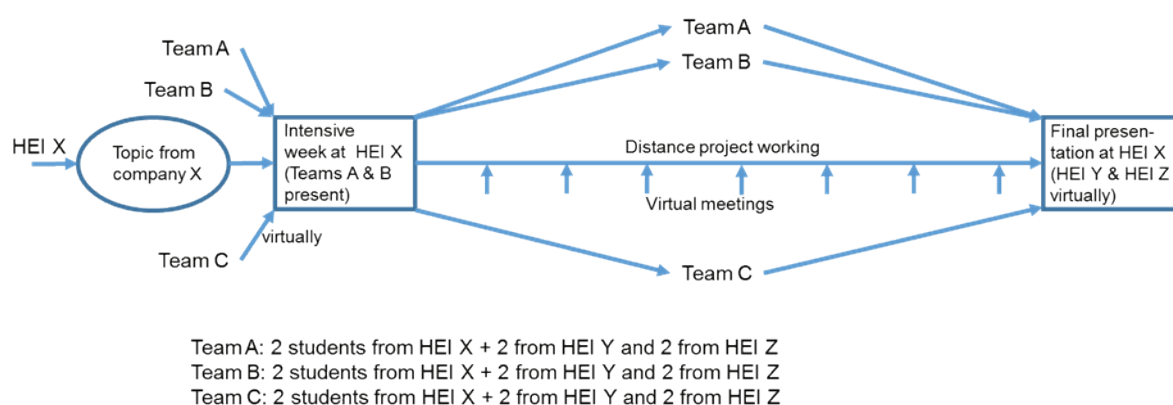 Team A
Team B
HEI X
Topic from
company X
Intensive
week at HEI X
(Teams A & B
present)
virtually
Team C
Team A
Team B
Distance project working
Virtual meetings
Team C
Final presen-
tation at HEI X
(HEI Y & HEI Z
virtually)
Team A: 2 students from HEI X + 2 from HEI Y and 2 from HEI Z
Team B: 2 students from HEI X + 2 from HEI Y and 2 from HEI Z
Team C: 2 students from HEI X + 2 from HEI Y and 2 from HEI Z